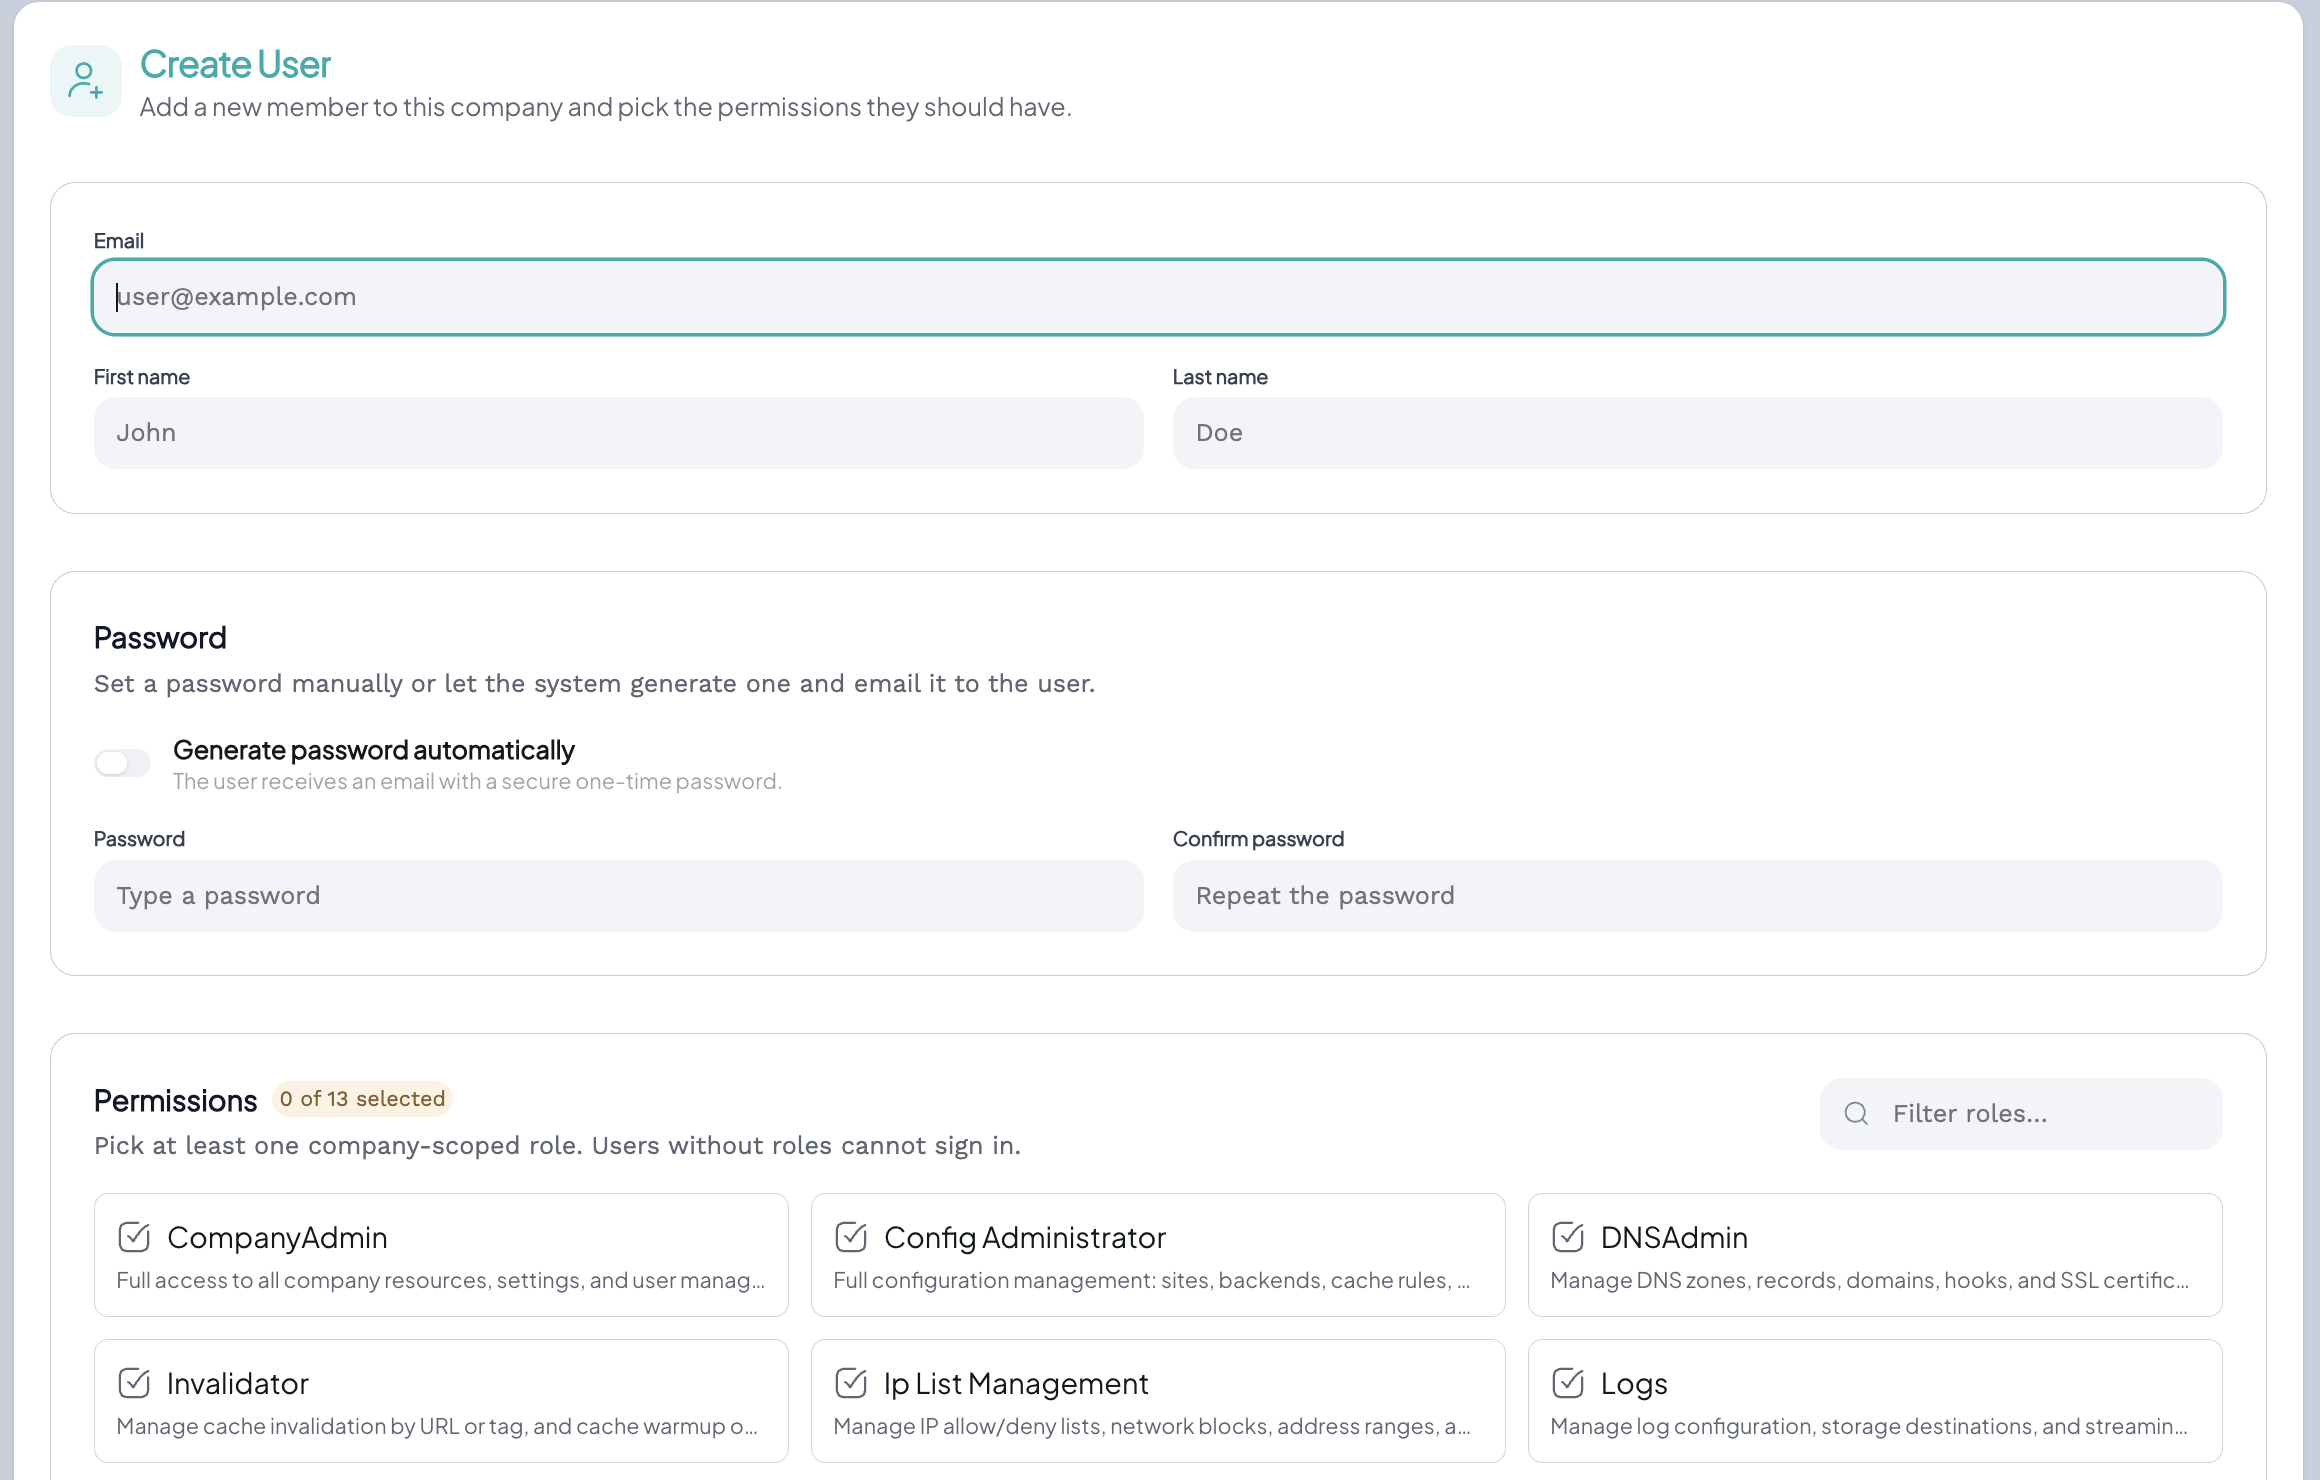 Create User
Add a new member to this company and pick the permissions they should have.
Email
user@example.com
First name
Last name
John
Doe
Password
Set a password manually or let the system generate one and email it to the user.
Generate password automatically
The user receives an email with a secure one-time password.
Password
Confirm password
Type a password
Repeat the password
Permissions
0 of 13 selected
Filter roles...
Pick at least one company-scoped role. Users without roles cannot sign in.
CompanyAdmin
Full access to all company resources, settings, and user manag...
Config Administrator
Full configuration management: sites, backends, cache rules, ...
DNSAdmin
Manage DNS zones, records, domains, hooks, and SSL certific...
Invalidator
Manage cache invalidation by URL or tag, and cache warmup o...
Ip List Management
Manage IP allow/deny lists, network blocks, address ranges, a...
Logs
Manage log configuration, storage destinations, and streamin...